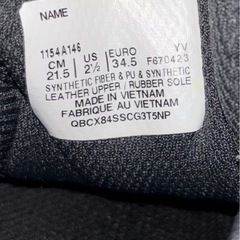 NAME
1154A146 YV
CM US EURO F670423
21.5 2½ 34.5
SYNTHETIC FIBER & PU & SYNTHETIC
LEATHER UPPER / RUBBER SOLE
MADE IN VIETNAM
FABRIQUE AU VIETNAM
QBCX84SSCG3T5NP